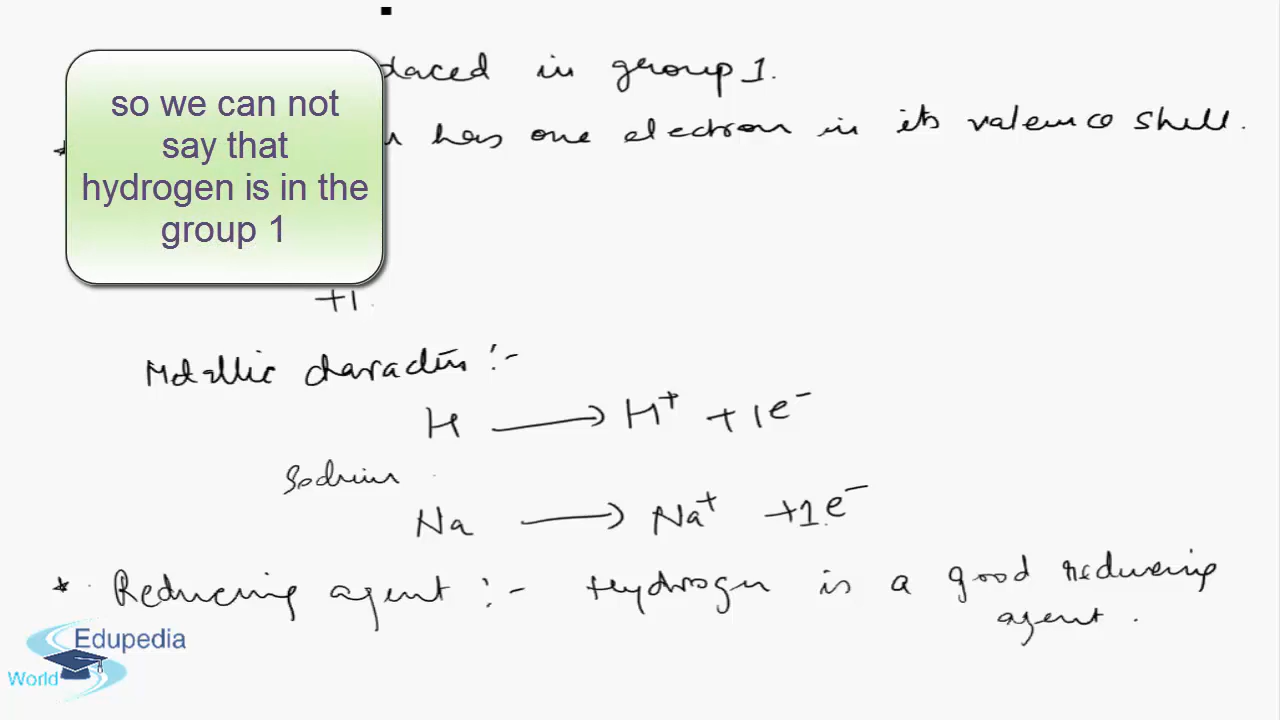 so we can not
say that
hydrogen is in the
group 1
placed in group 1.
has one electron in its valence shell.
+1.
Metallic character :-
H → H⁺ + 1e⁻
Sodium
Na → Na⁺ + 1e⁻
* Reducing agent :- Hydrogen is a good reducing
agent.
Edupedia
World